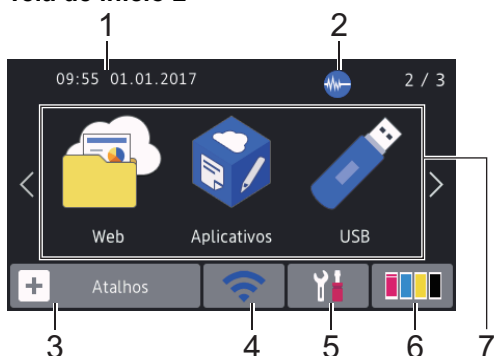 Tela de Início 2
1 2
09:55 01.01.2017 2 / 3
Web Aplicativos USB
+ Atalhos
3 4 5 6 7